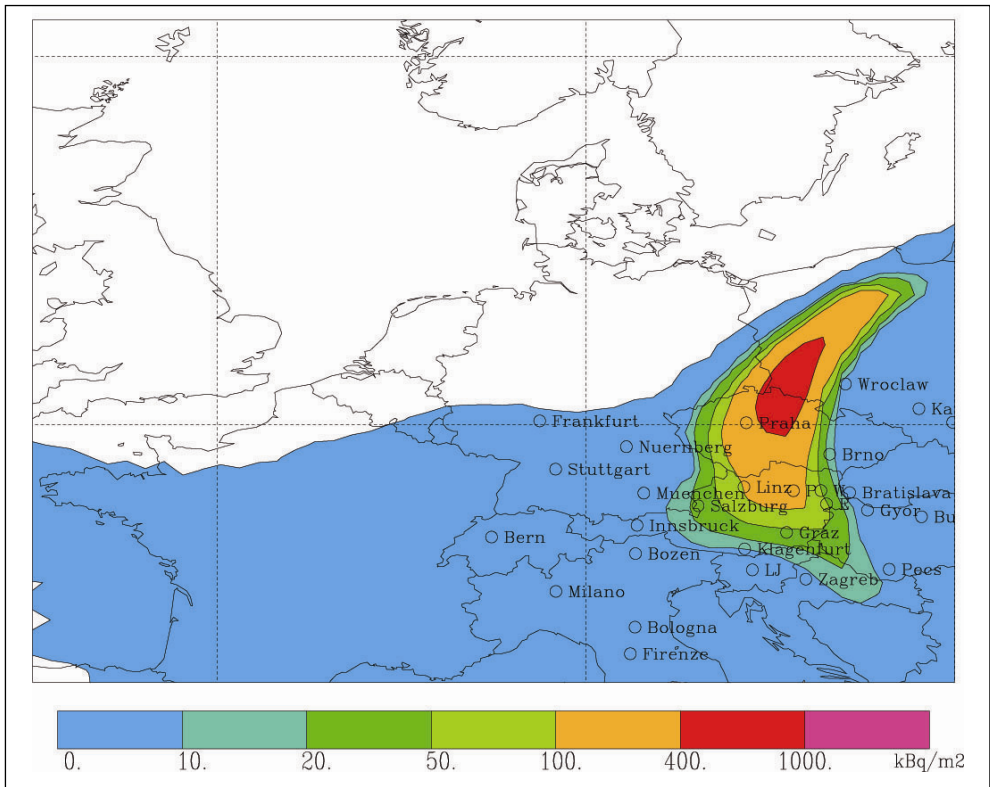 Wroclaw
Ka
Frankfurt
Praha
Nuernberg
Brno
Stuttgart
Linz
P
W
Muenchen
Bratislava
Salzburg
E
Gyor
Bu
Innsbruck
Bern
Graz
Klagenfurt
Bozen
LJ
Zagreb
Pecs
Milano
Bologna
Firenze
0. 10. 20. 50. 100. 400. 1000. kBq/m2